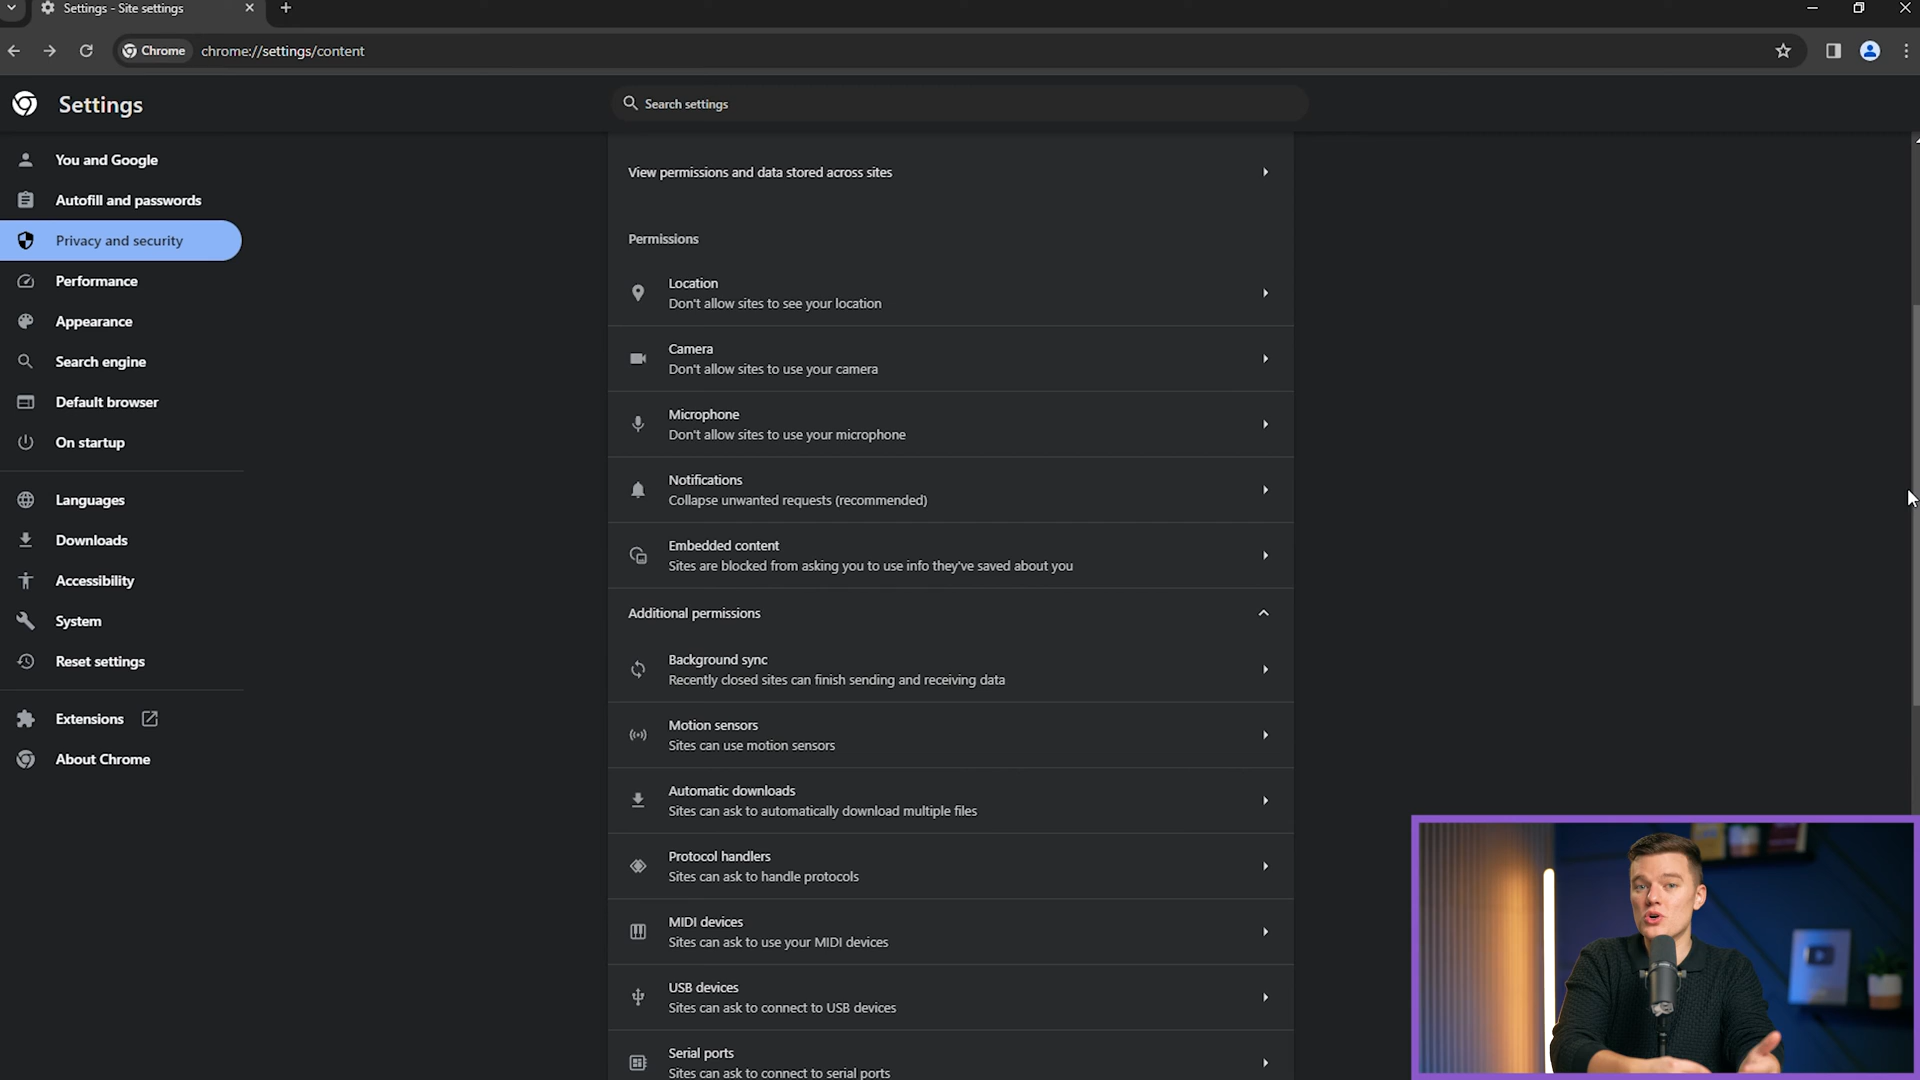 Settings - Site settings
Chrome
chrome://settings/content
Settings
Search settings
You and Google
Autofill and passwords
Privacy and security
Performance
Appearance
Search engine
Default browser
On startup
Languages
Downloads
Accessibility
System
Reset settings
Extensions
About Chrome
View permissions and data stored across sites
Permissions
Location
Don't allow sites to see your location
Camera
Don't allow sites to use your camera
Microphone
Don't allow sites to use your microphone
Notifications
Collapse unwanted requests (recommended)
Embedded content
Sites are blocked from asking you to use info they've saved about you
Additional permissions
Background sync
Recently closed sites can finish sending and receiving data
Motion sensors
Sites can use motion sensors
Automatic downloads
Sites can ask to automatically download multiple files
Protocol handlers
Sites can ask to handle protocols
MIDI devices
Sites can ask to use your MIDI devices
USB devices
Sites can ask to connect to USB devices
Serial ports
Sites can ask to connect to serial ports